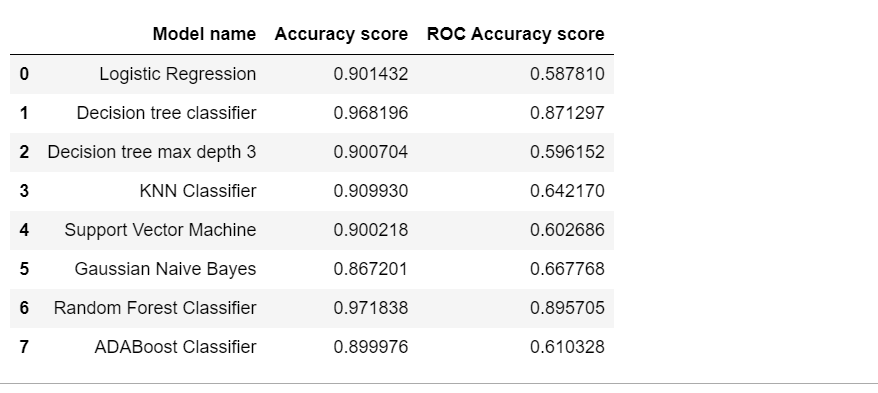 Model name Accuracy score ROC Accuracy score
0 Logistic Regression 0.901432 0.587810
1 Decision tree classifier 0.968196 0.871297
2 Decision tree max depth 3 0.900704 0.596152
3 KNN Classifier 0.909930 0.642170
4 Support Vector Machine 0.900218 0.602686
5 Gaussian Naive Bayes 0.867201 0.667768
6 Random Forest Classifier 0.971838 0.895705
7 ADABoost Classifier 0.899976 0.610328